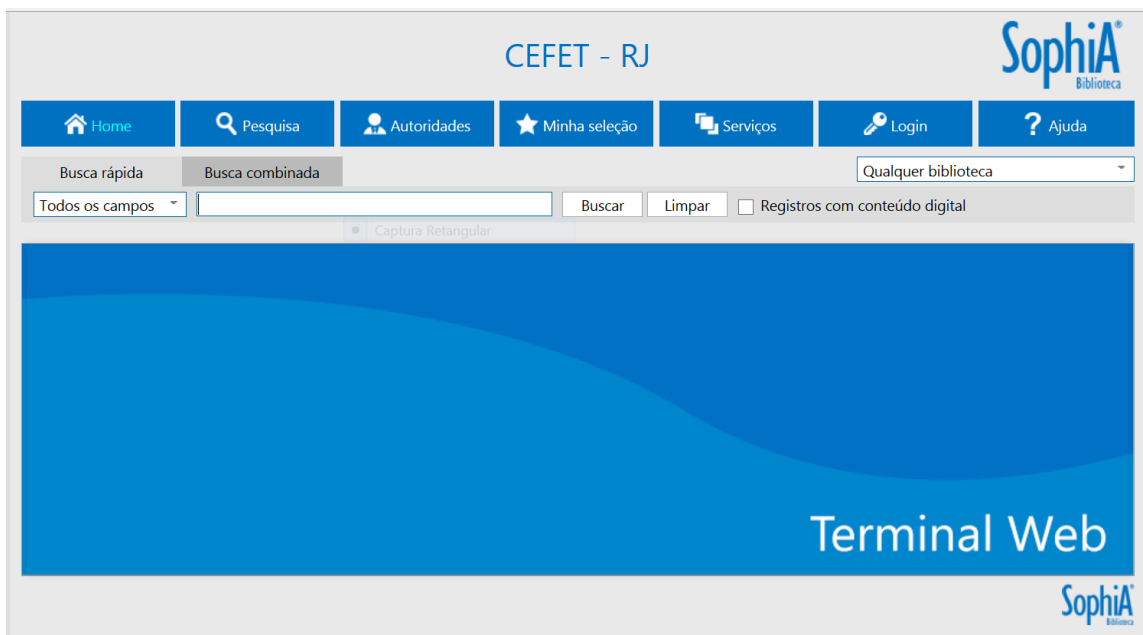 CEFET - RJ
SophiA®
Biblioteca
Home Pesquisa Autoridades Minha seleção Serviços Login Ajuda
Busca rápida Busca combinada Qualquer biblioteca
Todos os campos Buscar Limpar Registros com conteúdo digital
Captura Retangular
Terminal Web
SophiA
Biblioteca